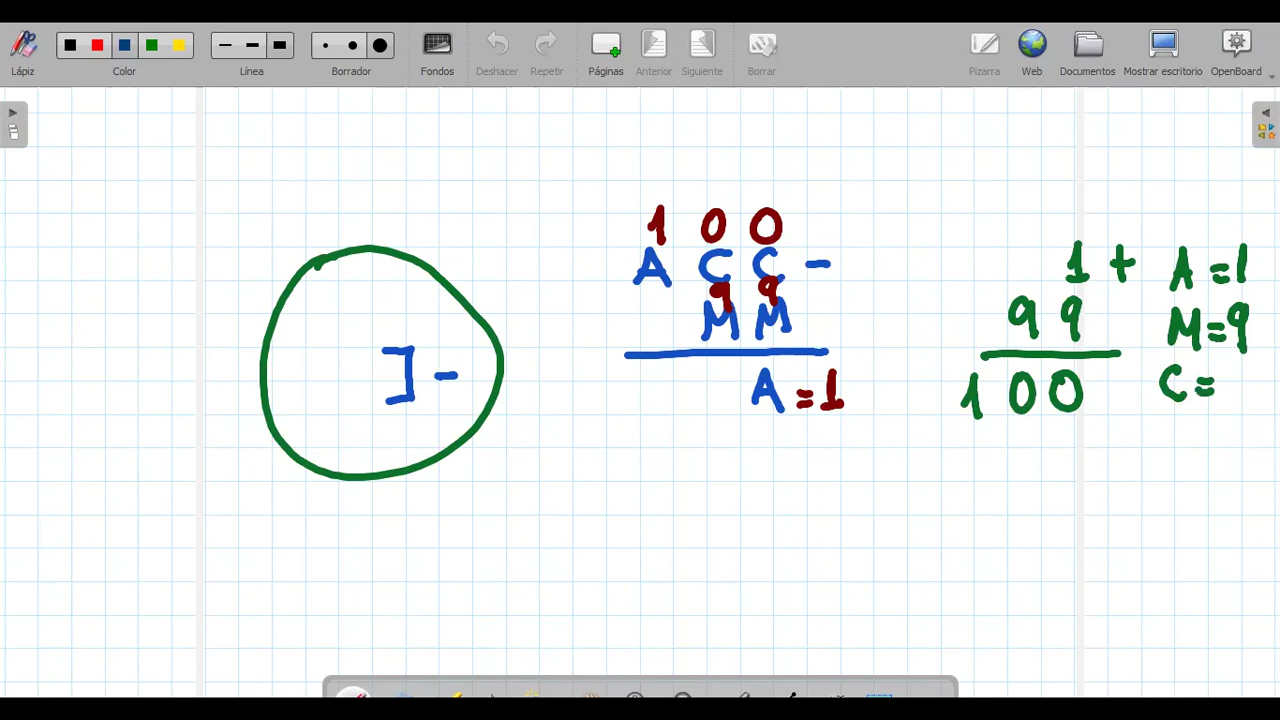 Lápiz Color Línea Borrador Fondos Deshacer Repetir Páginas Anterior Siguiente Borrar Pizarra Web Documentos Mostrar escritorio OpenBoard
] -
1 0 0
A C C -
9 9
M M
A = 1
1 +
9 9
1 0 0
A = 1
M = 9
C =